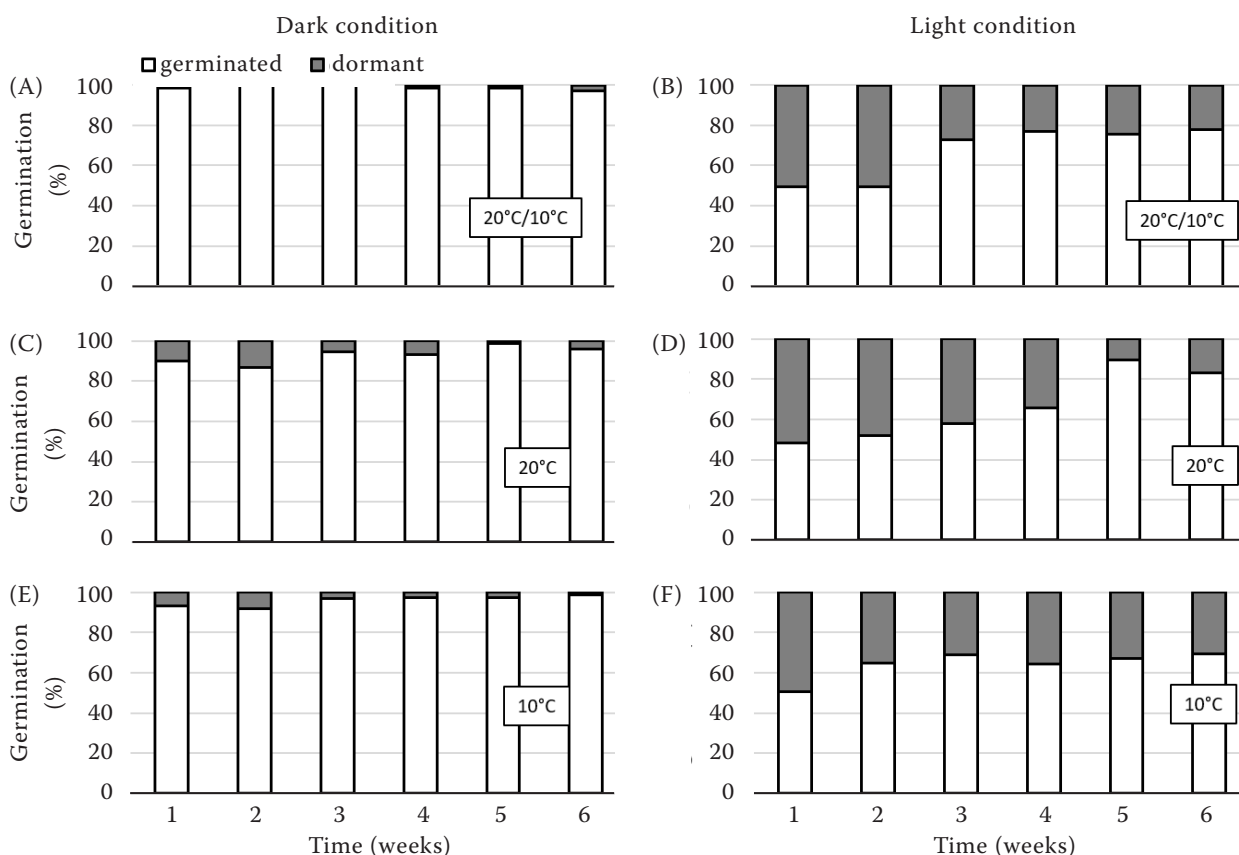 Dark condition
Light condition
germinated
dormant
(A)
100
80
60
40
20
0
Germination
(%)
20°C/10°C
(B)
100
80
60
40
20
0
20°C/10°C
(C)
100
80
60
40
20
0
Germination
(%)
20°C
(D)
100
80
60
40
20
0
20°C
(E)
100
80
60
40
20
0
Germination
(%)
10°C
1 2 3 4 5 6
Time (weeks)
(F)
100
80
60
40
20
0
10°C
1 2 3 4 5 6
Time (weeks)